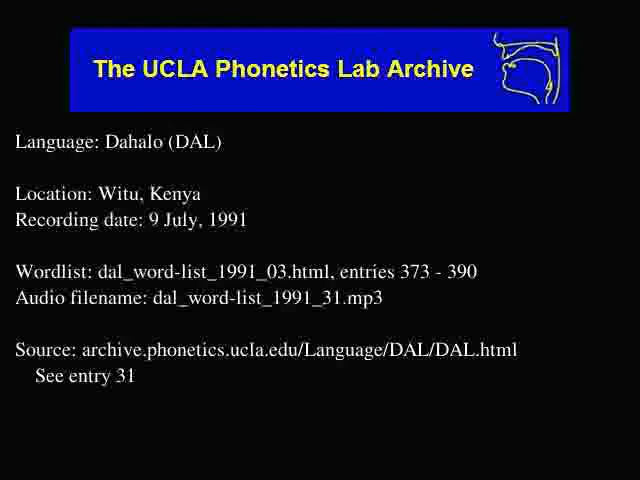 The UCLA Phonetics Lab Archive
Language: Dahalo (DAL)
Location: Witu, Kenya
Recording date: 9 July, 1991
Wordlist: dal_word-list_1991_03.html, entries 373 - 390
Audio filename: dal_word-list_1991_31.mp3
Source: archive.phonetics.ucla.edu/Language/DAL/DAL.html
See entry 31